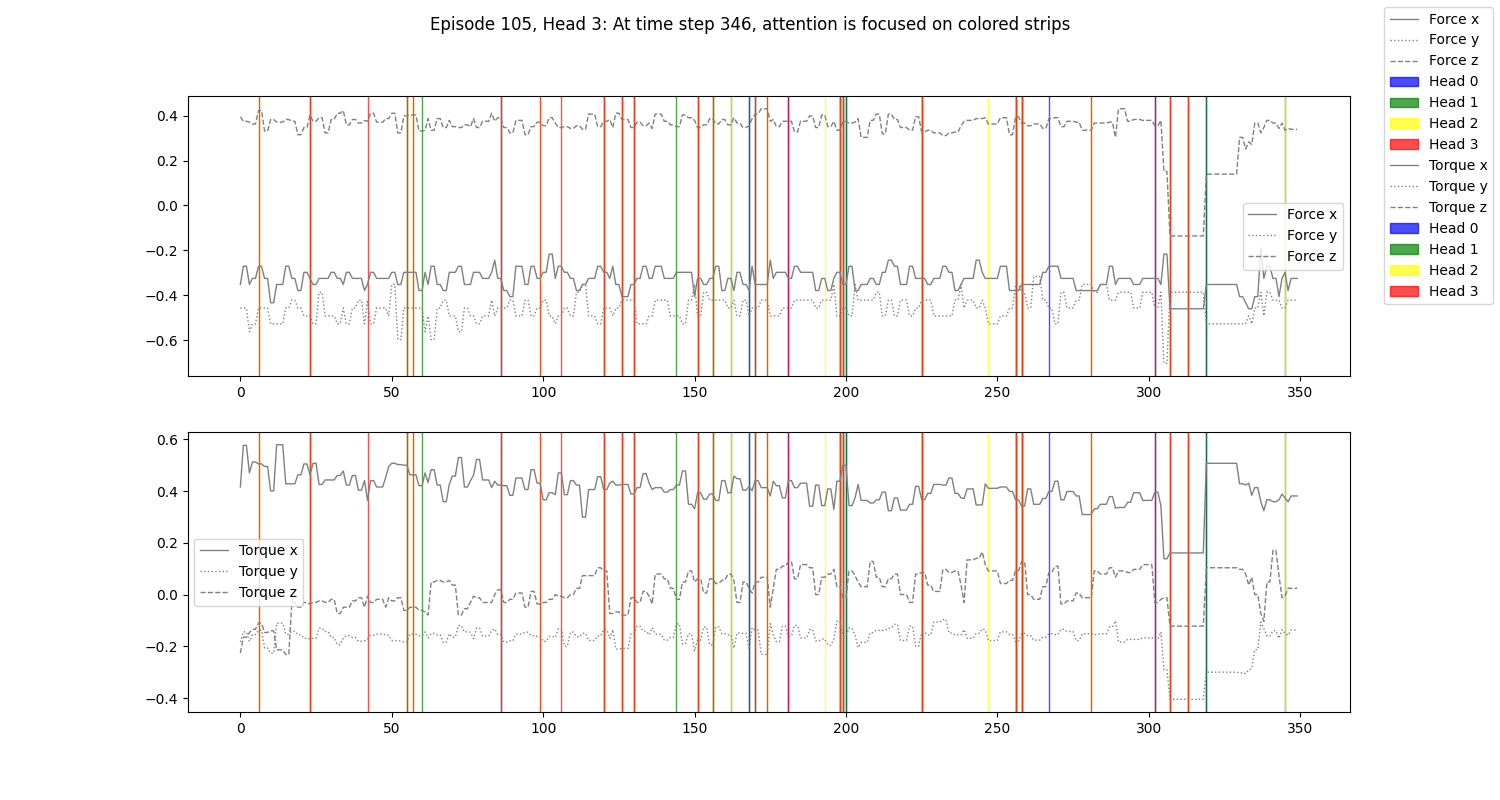 Episode 105, Head 3: At time step 346, attention is focused on colored strips
Force x
Force y
Force z
Head 0
Head 1
Head 2
Head 3
Torque x
Torque y
Torque z
Head 0
Head 1
Head 2
Head 3
0.4
0.2
0.0
−0.2
−0.4
−0.6
Force x
Force y
Force z
0 50 100 150 200 250 300 350
0.6
0.4
0.2
0.0
−0.2
−0.4
Torque x
Torque y
Torque z
0 50 100 150 200 250 300 350